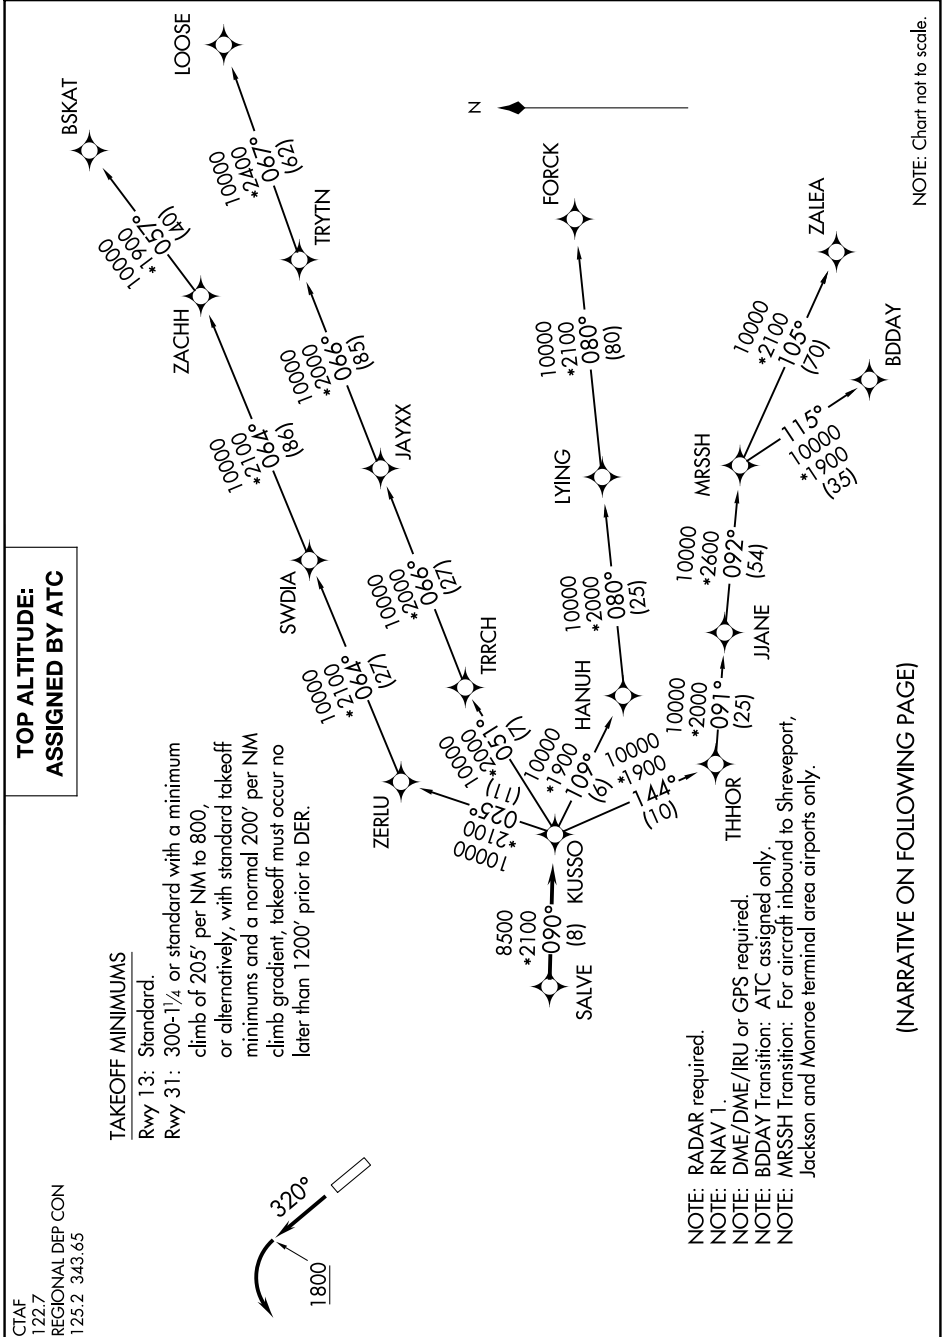 CTAF
122.7
REGIONAL DEP CON
125.2 343.65
TOP ALTITUDE:
ASSIGNED BY ATC
TAKEOFF MINIMUMS
Rwy 13: Standard.
Rwy 31: 300-1¼ or standard with a minimum
climb of 205' per NM to 800,
or alternatively, with standard takeoff
minimums and a normal 200' per NM
climb gradient, takeoff must occur no
later than 1200' prior to DER.
320°
1800
SALVE
8500
*2100
090°
(8)
KUSSO
10000
*2100
025°
(11)
ZERLU
10000
*2100
064°
(27)
SWDIA
10000
*2100
064°
(86)
ZACHH
10000
*1900
057°
(40)
BSKAT
10000
*2000
051°
(7)
TRRCH
10000
*2000
066°
(27)
JAYXX
10000
*2000
066°
(85)
TRYTN
10000
*2400
067°
(62)
LOOSE
N
10000
*1900
109°
(6)
HANUH
10000
*2000
080°
(25)
LYING
10000
*2100
080°
(80)
FORCK
10000
*1900
144°
(10)
THHOR
10000
*2000
091°
(25)
JJANE
10000
*2600
092°
(54)
MRSSH
10000
*2100
105°
(70)
ZALEA
115°
10000
*1900
(35)
BDDAY
NOTE: RADAR required.
NOTE: RNAV 1.
NOTE: DME/DME/IRU or GPS required.
NOTE: BDDAY Transition: ATC assigned only.
NOTE: MRSSH Transition: For aircraft inbound to Shreveport,
Jackson and Monroe terminal area airports only.
(NARRATIVE ON FOLLOWING PAGE)
NOTE: Chart not to scale.